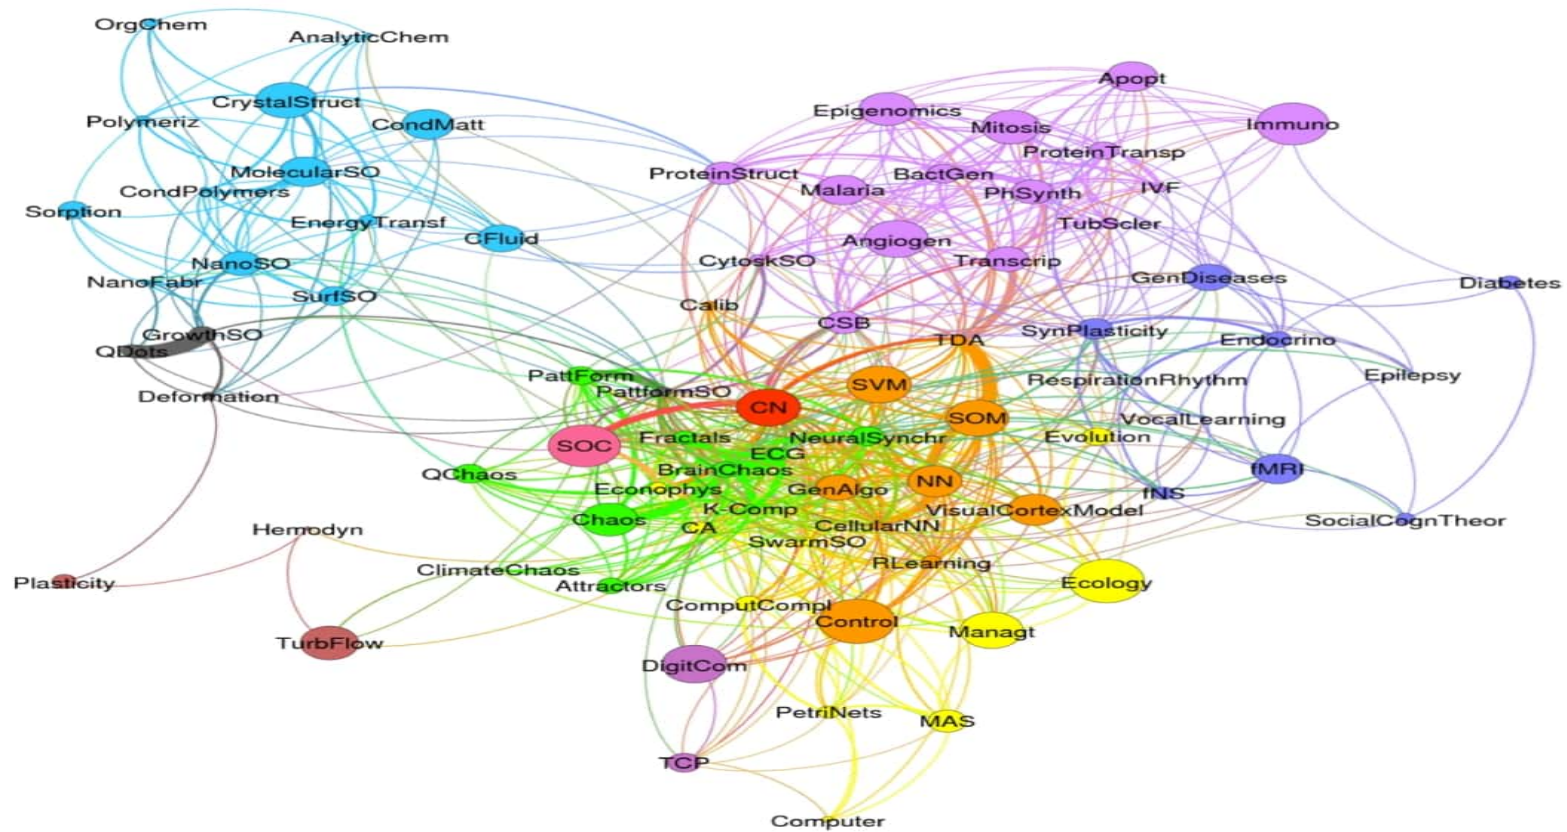 OrgChem
AnalyticChem
CrystalStruct
Polymeriz
CondMatt
MolecularSO
CondPolymers
Sorption
EnergyTransf
CFluid
NanoSO
NanoFabr
SurfSO
GrowthSO
QDots
Deformation
Apopt
Epigenomics
Mitosis
Immuno
ProteinTransp
ProteinStruct
BactGen
Malaria
PhSynth
IVF
TubScler
Angiogen
CytoskSO
Transcrip
GenDiseases
Diabetes
Calib
CSB
TDA
SynPlasticity
Endocrino
PattForm
PattformSO
SVM
RespirationRhythm
Epilepsy
CN
SOM
VocalLearning
SOC
Fractals
NeuralSynchr
Evolution
ECG
QChaos
BrainChaos
fMRI
Econophys
GenAlgo
NN
fNS
K-Comp
VisualCortexModel
Chaos
CA
CellularNN
SocialCognTheor
Hemodyn
SwarmSO
ClimateChaos
RLearning
Plasticity
Attractors
Ecology
ComputCompl
Control
Managt
TurbFlow
DigitCom
PetriNets
MAS
TCP
Computer